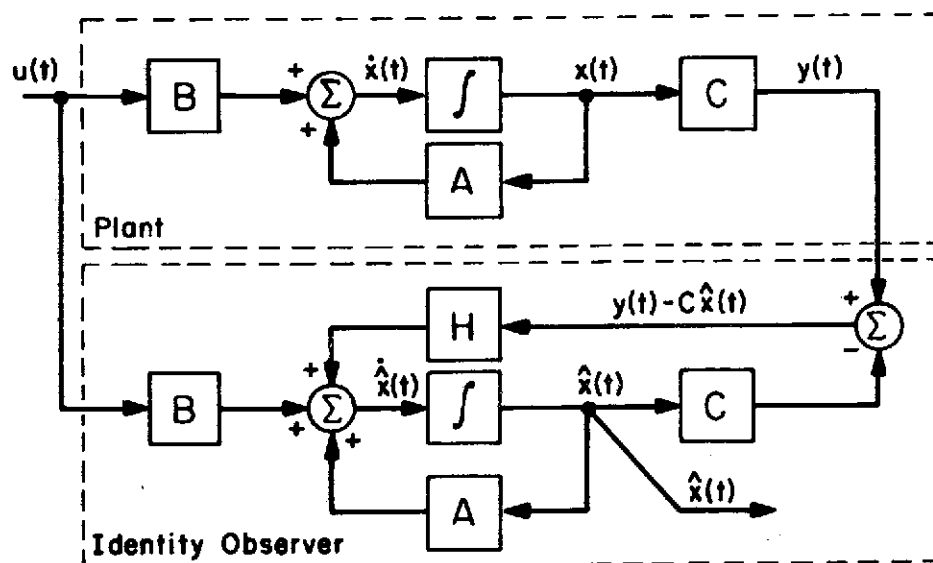 u(t)
B
+
+
Σ
ẋ(t)
∫
x(t)
C
y(t)
A
Plant
H
y(t) - Cx̂(t)
+
-
Σ
B
+
+
+
Σ
x̂̇(t)
∫
x̂(t)
C
A
x̂(t)
Identity Observer